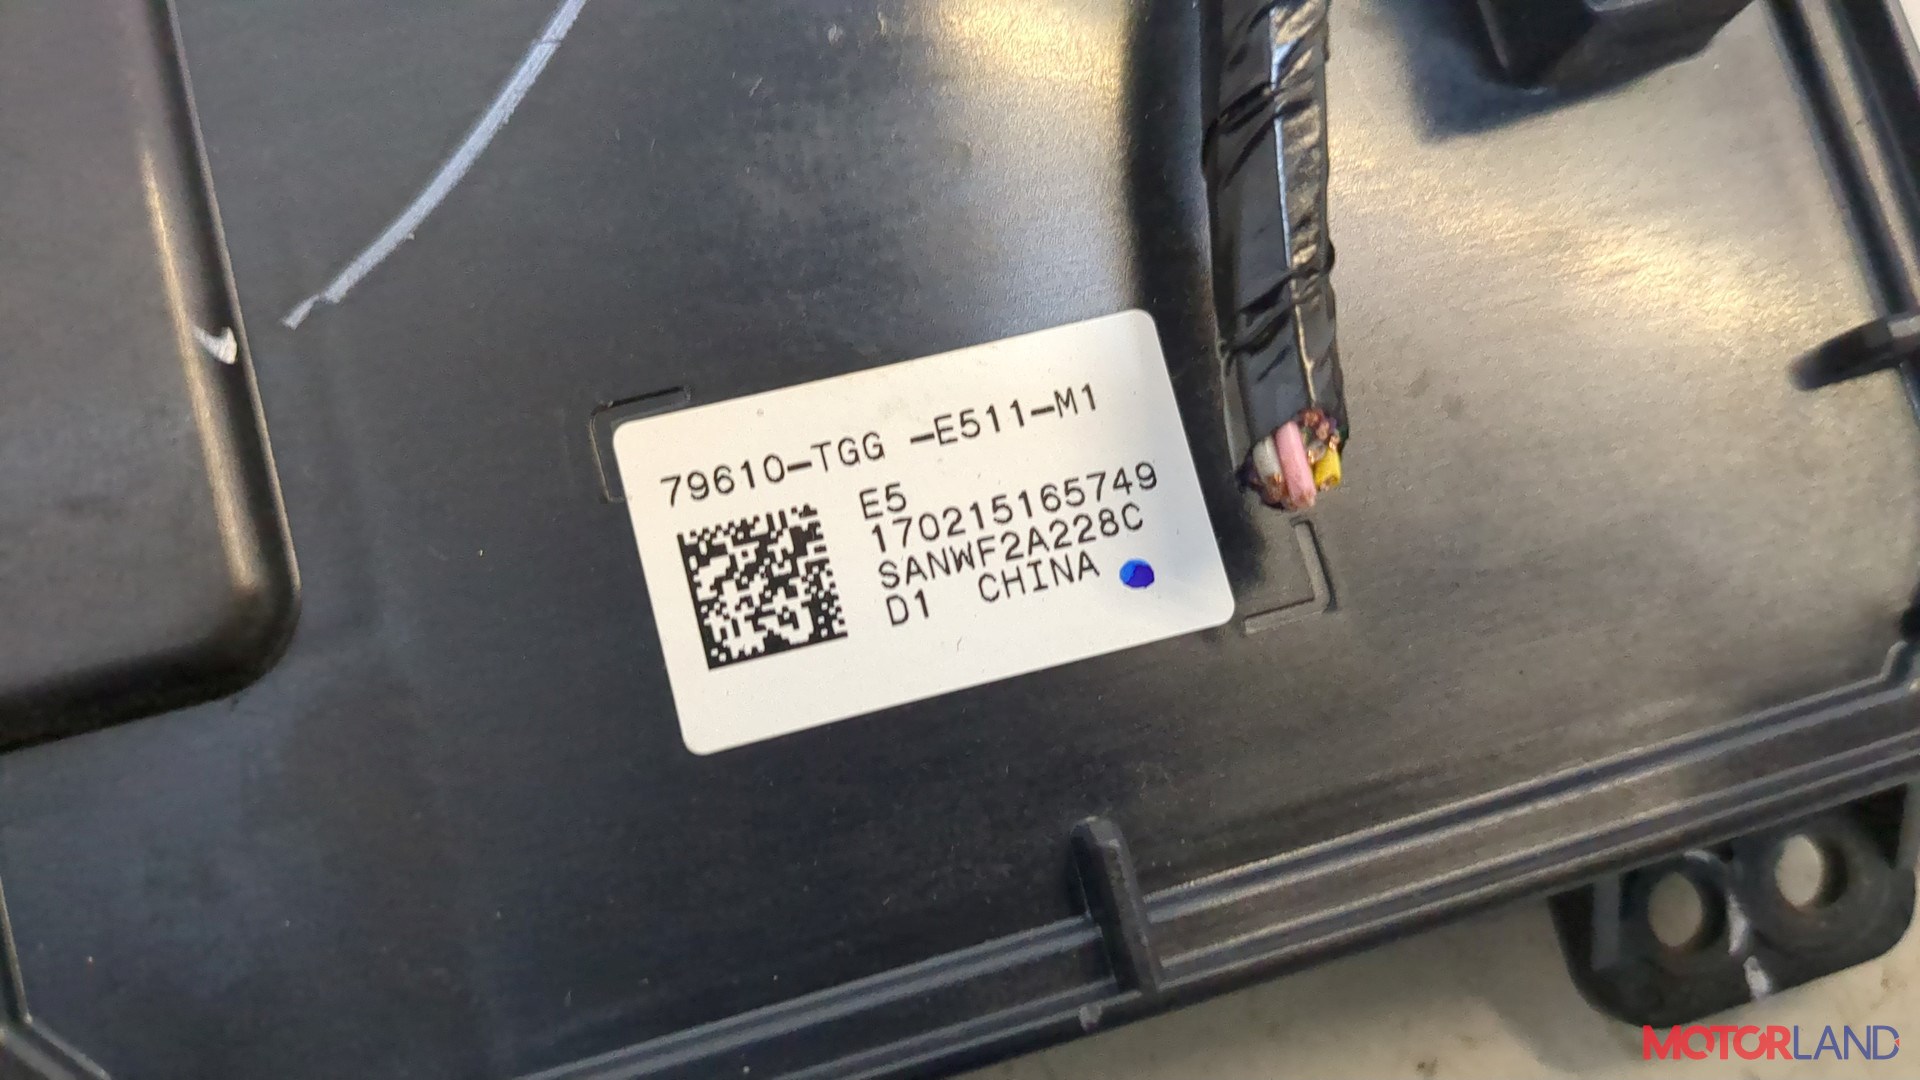 79610-TGG -E511-M1
E5
170215165749
SANWF2A228C
D1 CHINA
MOTORLAND